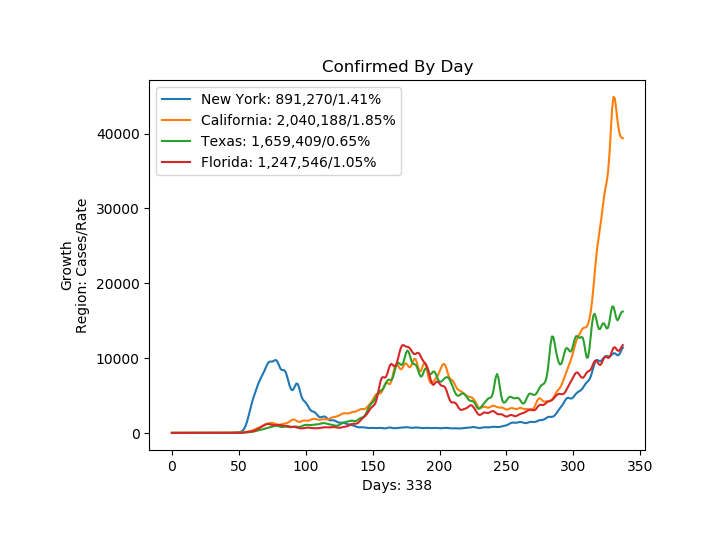 Confirmed By Day
New York: 891,270/1.41%
California: 2,040,188/1.85%
Texas: 1,659,409/0.65%
Florida: 1,247,546/1.05%
Growth
Region: Cases/Rate
40000
30000
20000
10000
0
0 50 100 150 200 250 300 350
Days: 338